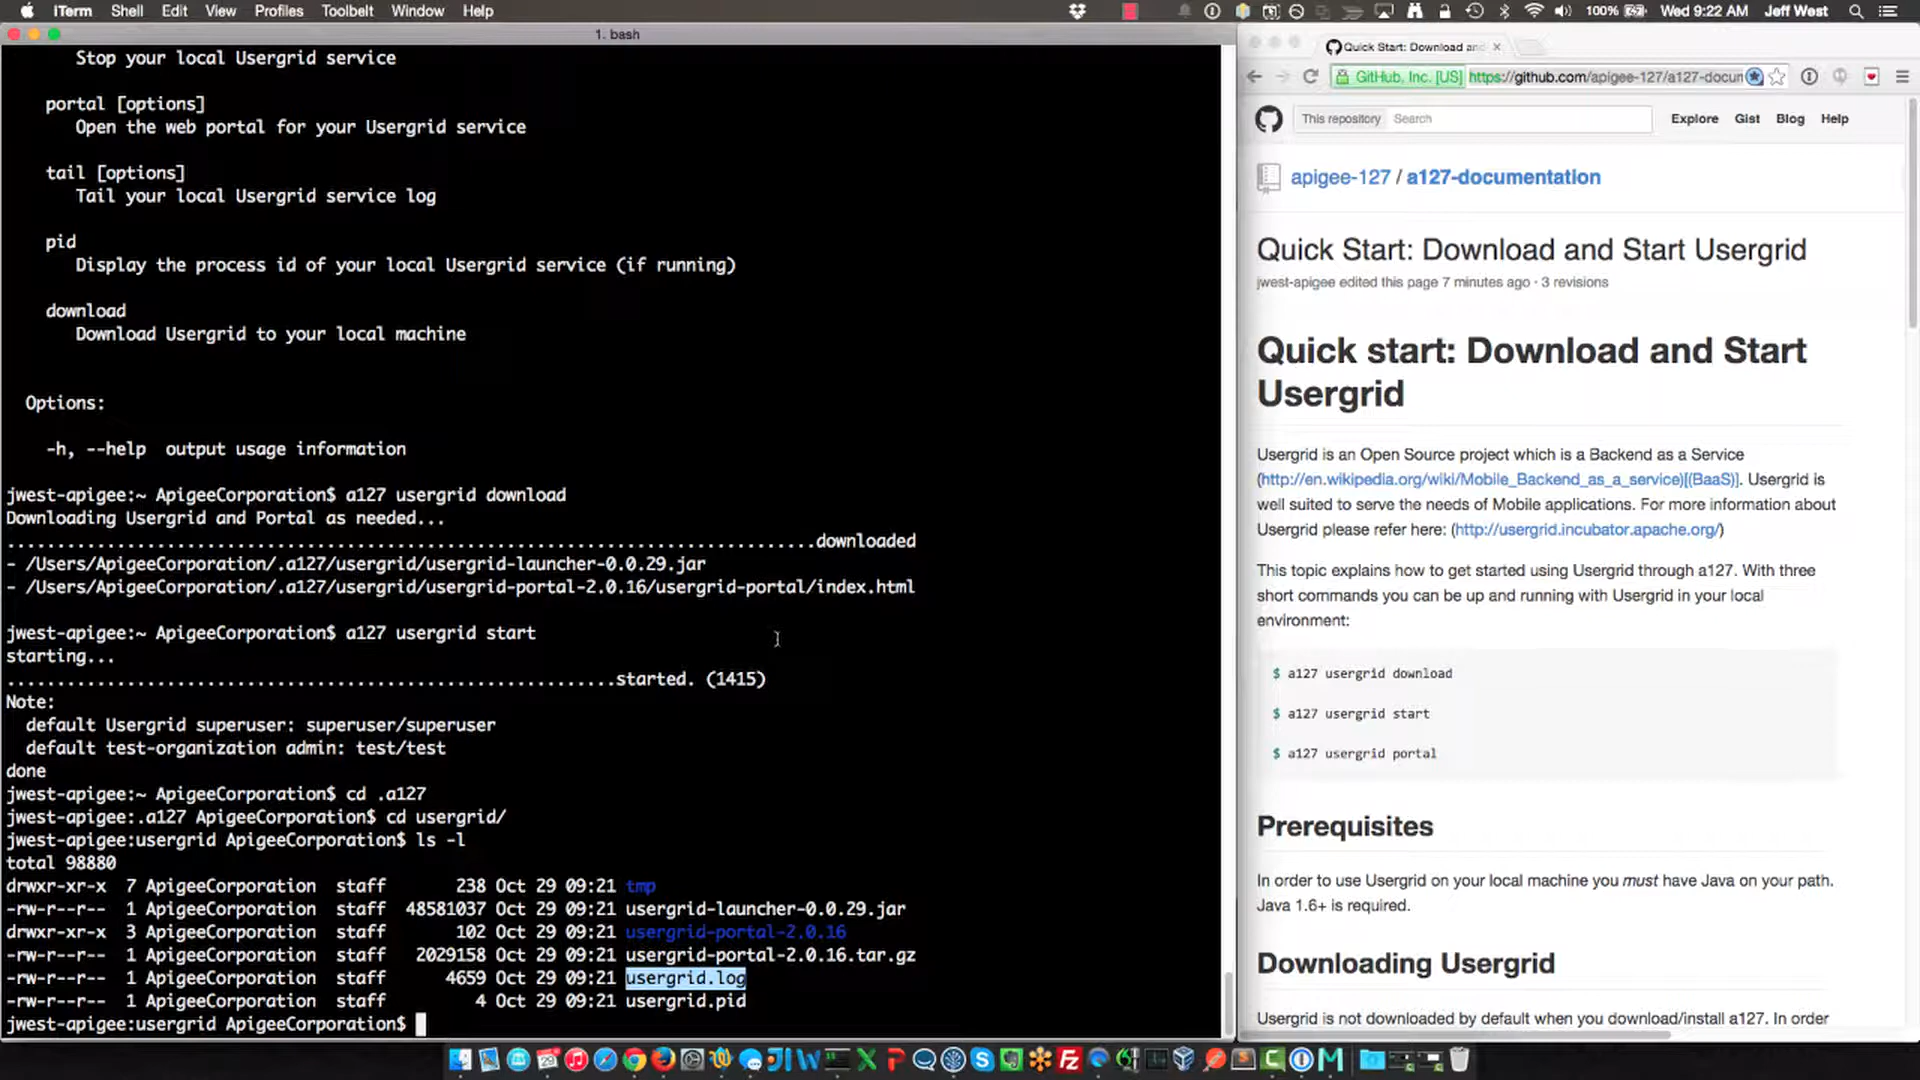 iTerm Shell Edit View Profiles Toolbelt Window Help 100% Wed 9:22 AM Jeff West
1. bash
Stop your local Usergrid service
portal [options]
Open the web portal for your Usergrid service
tail [options]
Tail your local Usergrid service log
pid
Display the process id of your local Usergrid service (if running)
download
Download Usergrid to your local machine
Options:
-h, --help output usage information
jwest-apigee:~ ApigeeCorporation$ a127 usergrid download
Downloading Usergrid and Portal as needed...
.................................................................................downloaded
- /Users/ApigeeCorporation/.a127/usergrid/usergrid-launcher-0.0.29.jar
- /Users/ApigeeCorporation/.a127/usergrid/usergrid-portal-2.0.16/usergrid-portal/index.html
jwest-apigee:~ ApigeeCorporation$ a127 usergrid start
starting...
.............................................................started. (1415)
Note:
default Usergrid superuser: superuser/superuser
default test-organization admin: test/test
done
jwest-apigee:~ ApigeeCorporation$ cd .a127
jwest-apigee:.a127 ApigeeCorporation$ cd usergrid/
jwest-apigee:usergrid ApigeeCorporation$ ls -l
total 98880
drwxr-xr-x 7 ApigeeCorporation staff 238 Oct 29 09:21 tmp
-rw-r--r-- 1 ApigeeCorporation staff 48581037 Oct 29 09:21 usergrid-launcher-0.0.29.jar
drwxr-xr-x 3 ApigeeCorporation staff 102 Oct 29 09:21 usergrid-portal-2.0.16
-rw-r--r-- 1 ApigeeCorporation staff 2029158 Oct 29 09:21 usergrid-portal-2.0.16.tar.gz
-rw-r--r-- 1 ApigeeCorporation staff 4659 Oct 29 09:21 usergrid.log
-rw-r--r-- 1 ApigeeCorporation staff 4 Oct 29 09:21 usergrid.pid
jwest-apigee:usergrid ApigeeCorporation$
Quick Start: Download and
GitHub, Inc. [US] https://github.com/apigee-127/a127-docum
This repository Search Explore Gist Blog Help
apigee-127 / a127-documentation
Quick Start: Download and Start Usergrid
jwest-apigee edited this page 7 minutes ago · 3 revisions
Quick start: Download and Start
Usergrid
Usergrid is an Open Source project which is a Backend as a Service
(http://en.wikipedia.org/wiki/Mobile_Backend_as_a_service)[(BaaS)]. Usergrid is
well suited to serve the needs of Mobile applications. For more information about
Usergrid please refer here: (http://usergrid.incubator.apache.org/)
This topic explains how to get started using Usergrid through a127. With three
short commands you can be up and running with Usergrid in your local
environment:
$ a127 usergrid download
$ a127 usergrid start
$ a127 usergrid portal
Prerequisites
In order to use Usergrid on your local machine you must have Java on your path.
Java 1.6+ is required.
Downloading Usergrid
Usergrid is not downloaded by default when you download/install a127. In order